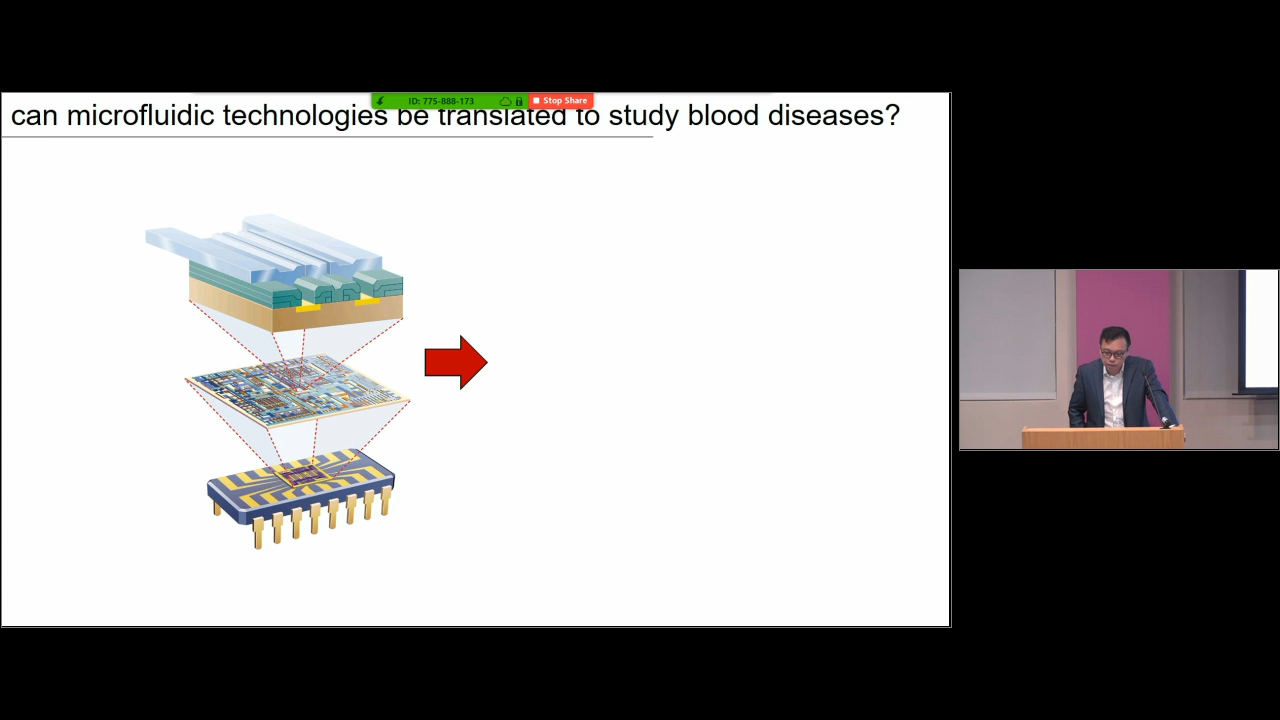 ID: 775-888-173
Stop Share
can microfluidic technologies be translated to study blood diseases?